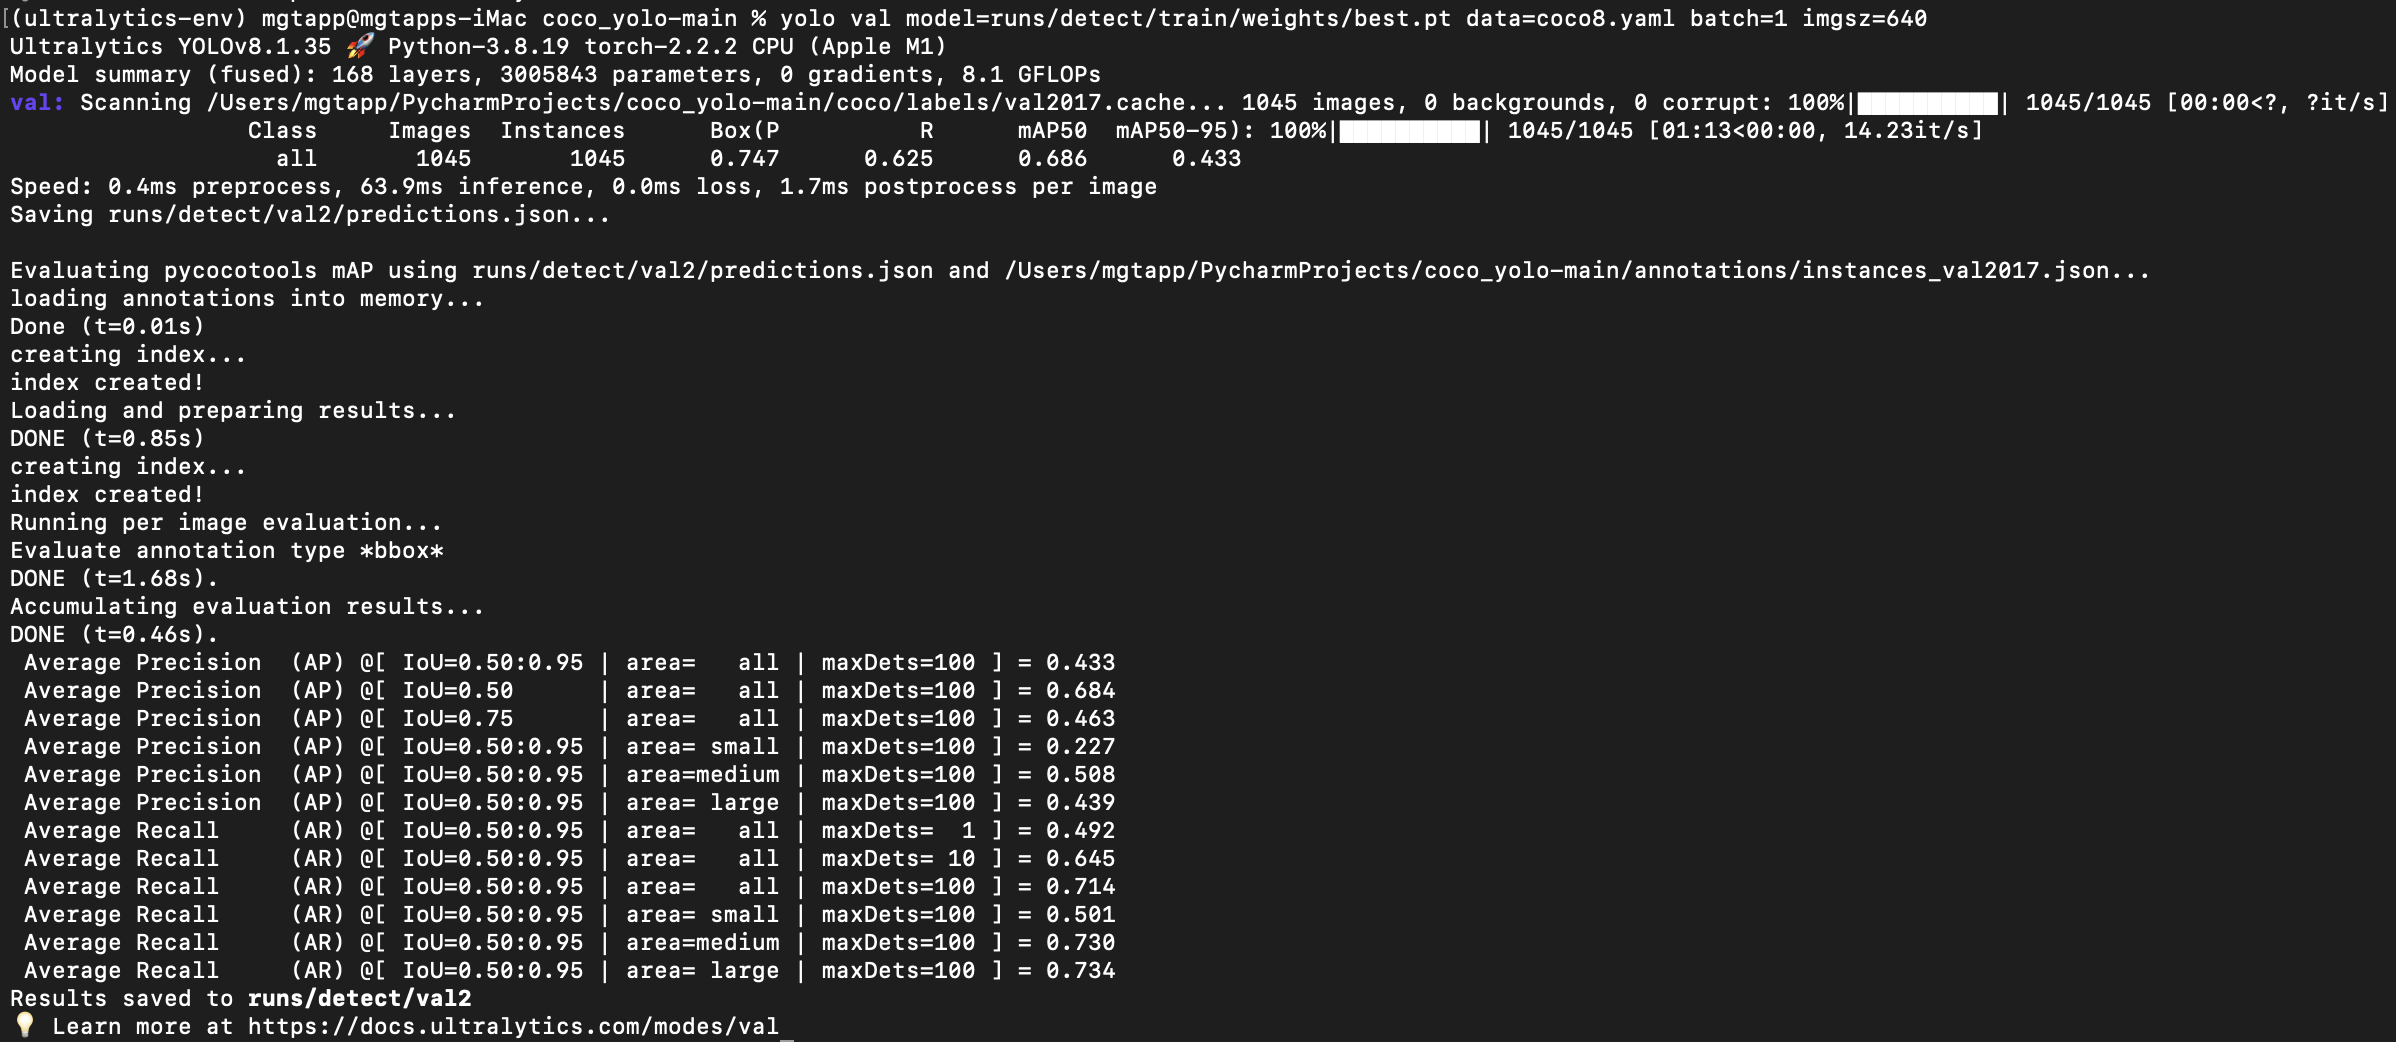 [(ultralytics-env) mgtapp@mgtapps-iMac coco_yolo-main % yolo val model=runs/detect/train/weights/best.pt data=coco8.yaml batch=1 imgsz=640
Ultralytics YOLOv8.1.35 🚀 Python-3.8.19 torch-2.2.2 CPU (Apple M1)
Model summary (fused): 168 layers, 3005843 parameters, 0 gradients, 8.1 GFLOPs
val: Scanning /Users/mgtapp/PycharmProjects/coco_yolo-main/coco/labels/val2017.cache... 1045 images, 0 backgrounds, 0 corrupt: 100%|██████████| 1045/1045 [00:00<?, ?it/s]
                 Class     Images  Instances      Box(P          R      mAP50  mAP50-95): 100%|██████████| 1045/1045 [01:13<00:00, 14.23it/s]
                   all       1045       1045      0.747      0.625      0.686      0.433
Speed: 0.4ms preprocess, 63.9ms inference, 0.0ms loss, 1.7ms postprocess per image
Saving runs/detect/val2/predictions.json...
Evaluating pycocotools mAP using runs/detect/val2/predictions.json and /Users/mgtapp/PycharmProjects/coco_yolo-main/annotations/instances_val2017.json...
loading annotations into memory...
Done (t=0.01s)
creating index...
index created!
Loading and preparing results...
DONE (t=0.85s)
creating index...
index created!
Running per image evaluation...
Evaluate annotation type *bbox*
DONE (t=1.68s).
Accumulating evaluation results...
DONE (t=0.46s).
 Average Precision  (AP) @[ IoU=0.50:0.95 | area=   all | maxDets=100 ] = 0.433
 Average Precision  (AP) @[ IoU=0.50      | area=   all | maxDets=100 ] = 0.684
 Average Precision  (AP) @[ IoU=0.75      | area=   all | maxDets=100 ] = 0.463
 Average Precision  (AP) @[ IoU=0.50:0.95 | area= small | maxDets=100 ] = 0.227
 Average Precision  (AP) @[ IoU=0.50:0.95 | area=medium | maxDets=100 ] = 0.508
 Average Precision  (AP) @[ IoU=0.50:0.95 | area= large | maxDets=100 ] = 0.439
 Average Recall     (AR) @[ IoU=0.50:0.95 | area=   all | maxDets=  1 ] = 0.492
 Average Recall     (AR) @[ IoU=0.50:0.95 | area=   all | maxDets= 10 ] = 0.645
 Average Recall     (AR) @[ IoU=0.50:0.95 | area=   all | maxDets=100 ] = 0.714
 Average Recall     (AR) @[ IoU=0.50:0.95 | area= small | maxDets=100 ] = 0.501
 Average Recall     (AR) @[ IoU=0.50:0.95 | area=medium | maxDets=100 ] = 0.730
 Average Recall     (AR) @[ IoU=0.50:0.95 | area= large | maxDets=100 ] = 0.734
Results saved to runs/detect/val2
💡 Learn more at https://docs.ultralytics.com/modes/val